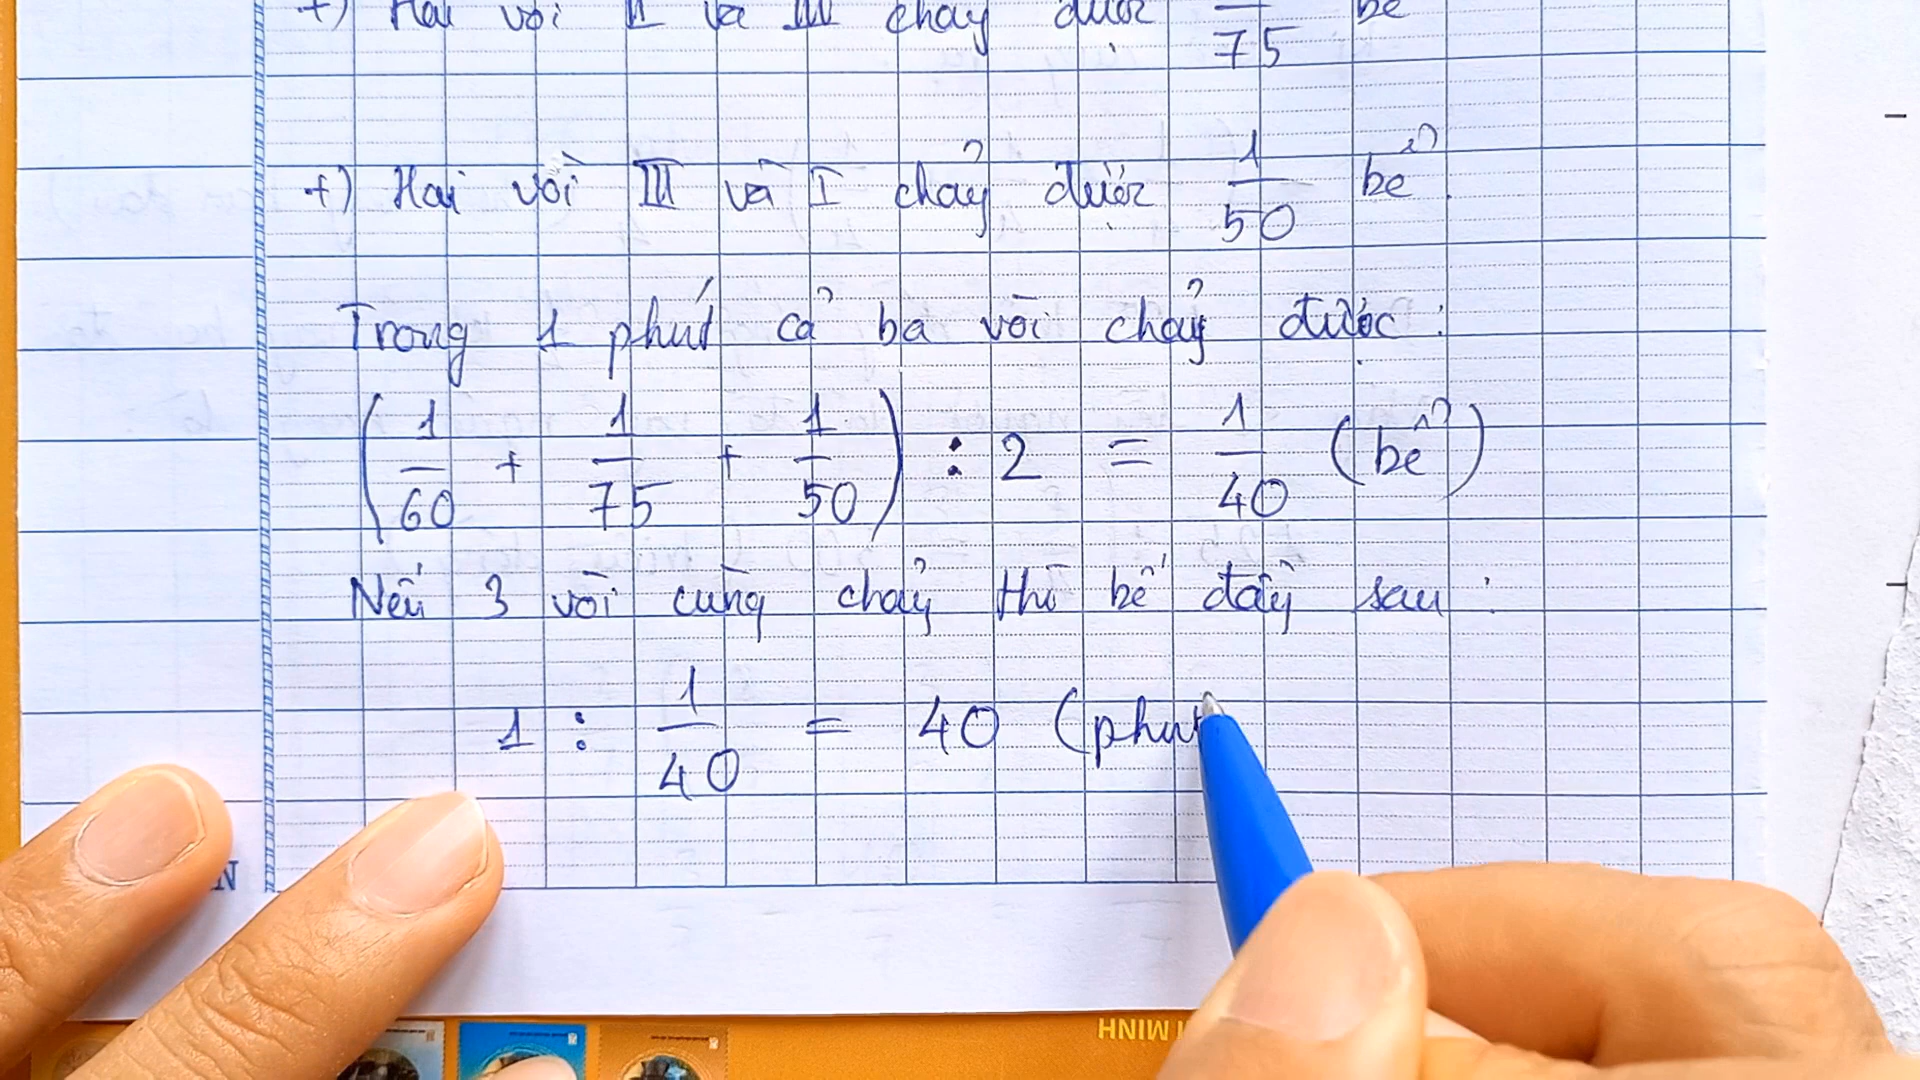 +) Hai vòi II và III chảy được /75 bể
+) Hai vòi III và I chảy được 1/50 bể.
Trong 1 phút cả ba vòi chảy được:
(1/60 + 1/75 + 1/50) : 2 = 1/40 (bể)
Nếu 3 vòi cùng chảy thì bể đầy sau:
1 : 1/40 = 40 (phút
N
MINH